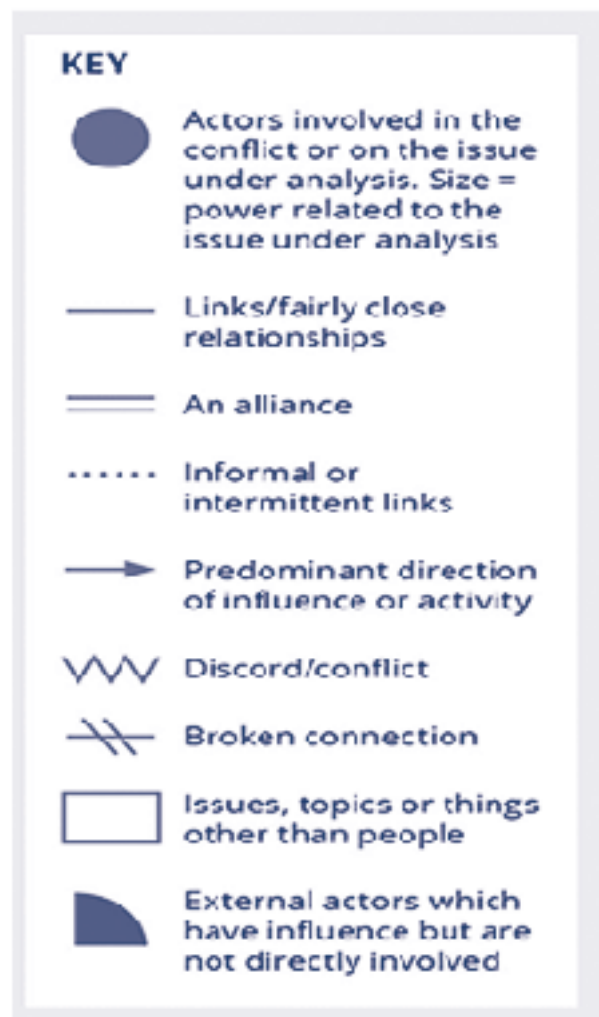 KEY
Actors involved in the
conflict or on the issue
under analysis. Size =
power related to the
issue under analysis
Links/fairly close
relationships
An alliance
Informal or
intermittent links
Predominant direction
of influence or activity
Discord/conflict
Broken connection
Issues, topics or things
other than people
External actors which
have influence but are
not directly involved